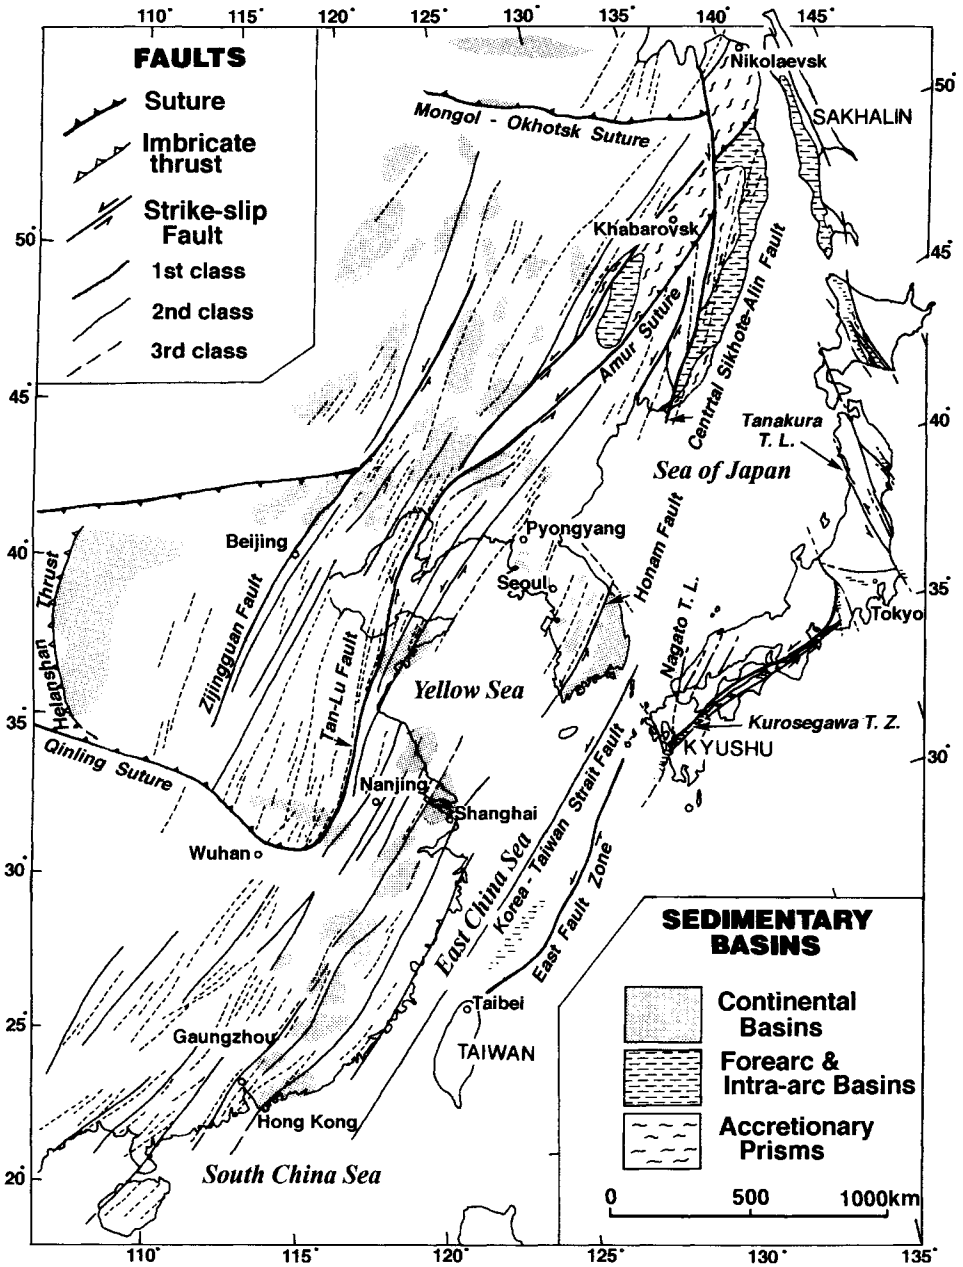 110° 115° 120° 125° 130° 135° 140° 145°
FAULTS
Suture
Imbricate
thrust
Strike-slip
Fault
1st class
2nd class
3rd class
Nikolaevsk
50°
SAKHALIN
Mongol - Okhotsk Suture
Khabarovsk
50°
45°
Amur Suture
Centrtal Sikhote-Alin Fault
45°
40°
Tanakura
T. L.
Sea of Japan
Pyongyang
Beijing
40°
Seoul
Honam Fault
35°
Helanshan Thrust
Zijingguan Fault
Tan-Lu Fault
Nagato T. L.
Tokyo
Yellow Sea
35°
Kurosegawa T. Z.
KYUSHU
30°
Qinling Suture
Nanjing
Shanghai
Wuhan
30°
East China Sea
Korea - Taiwan Strait Fault
East Fault Zone
SEDIMENTARY
BASINS
Continental
Basins
Forearc &
Intra-arc Basins
Accretionary
Prisms
0 500 1000km
25°
Taibei
Gaungzhou
TAIWAN
Hong Kong
20°
South China Sea
110° 115° 120° 125° 130° 135°